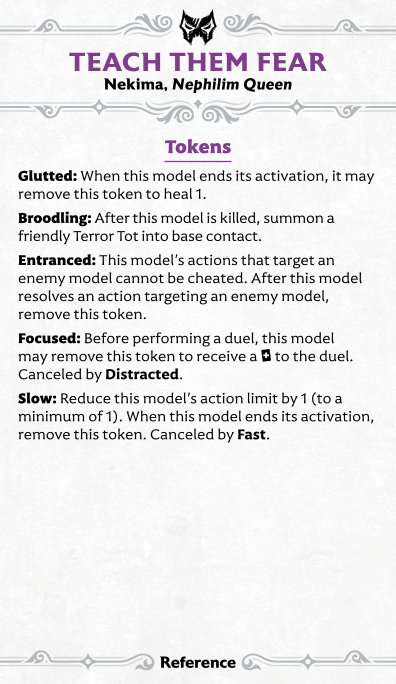 TEACH THEM FEAR
Nekima, Nephilim Queen
Tokens
Glutted: When this model ends its activation, it may
remove this token to heal 1.
Broodling: After this model is killed, summon a
friendly Terror Tot into base contact.
Entranced: This model's actions that target an
enemy model cannot be cheated. After this model
resolves an action targeting an enemy model,
remove this token.
Focused: Before performing a duel, this model
may remove this token to receive a to the duel.
Canceled by Distracted.
Slow: Reduce this model's action limit by 1 (to a
minimum of 1). When this model ends its activation,
remove this token. Canceled by Fast.
Reference